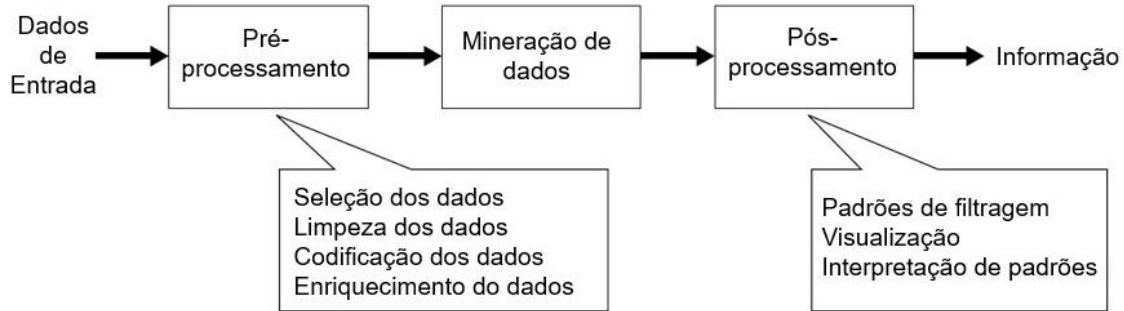 Dados
de
Entrada
Pré-
processamento
Mineração de
dados
Pós-
processamento
Informação
Seleção dos dados
Limpeza dos dados
Codificação dos dados
Enriquecimento do dados
Padrões de filtragem
Visualização
Interpretação de padrões